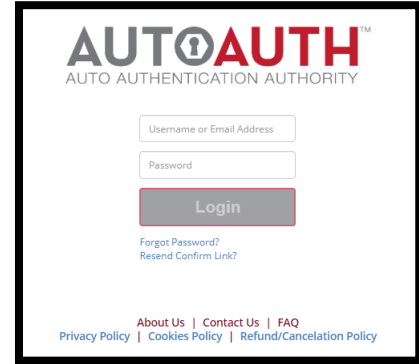 AUTOAUTH™
AUTO AUTHENTICATION AUTHORITY
Username or Email Address
Password
Login
Forgot Password?
Resend Confirm Link?
About Us | Contact Us | FAQ
Privacy Policy | Cookies Policy | Refund/Cancelation Policy